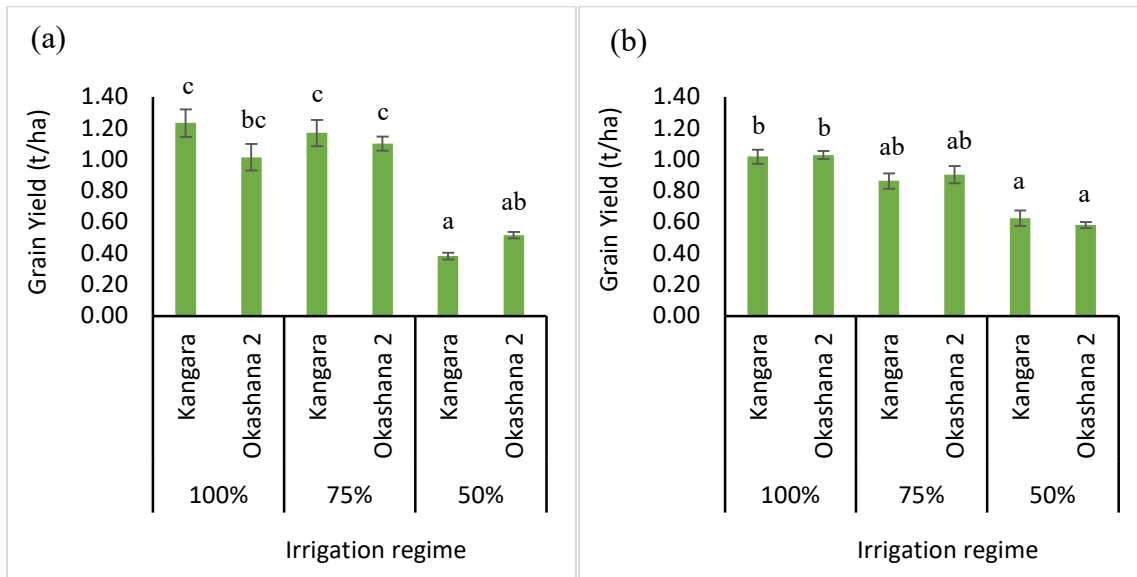 (a)
Grain Yield (t/ha)
1.40
1.20
1.00
0.80
0.60
0.40
0.20
0.00
c
bc
c
c
a
ab
Kangara
Okashana 2
Kangara
Okashana 2
Kangara
Okashana 2
100%
75%
50%
Irrigation regime
(b)
Grain Yield (t/ha)
1.40
1.20
1.00
0.80
0.60
0.40
0.20
0.00
b
b
ab
ab
a
a
Kangara
Okashana 2
Kangara
Okashana 2
Kangara
Okashana 2
100%
75%
50%
Irrigation regime